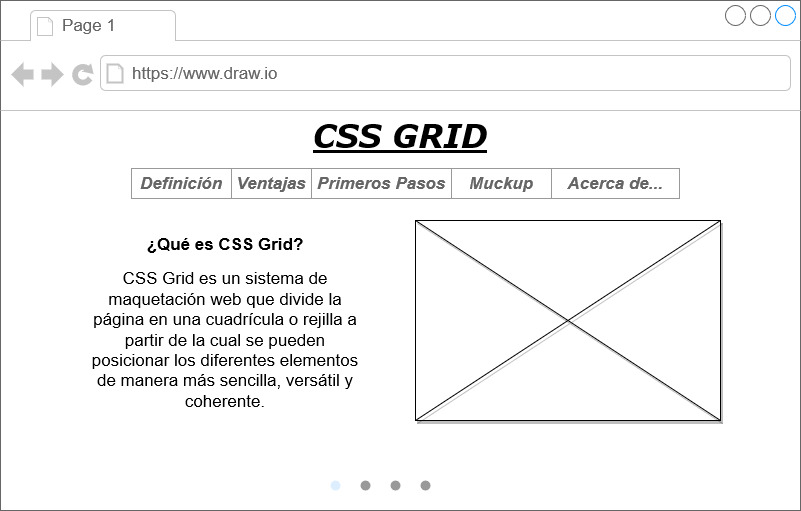 Page 1
https://www.draw.io
CSS GRID
Definición Ventajas Primeros Pasos Muckup Acerca de...
¿Qué es CSS Grid?
CSS Grid es un sistema de
maquetación web que divide la
página en una cuadrícula o rejilla a
partir de la cual se pueden
posicionar los diferentes elementos
de manera más sencilla, versátil y
coherente.